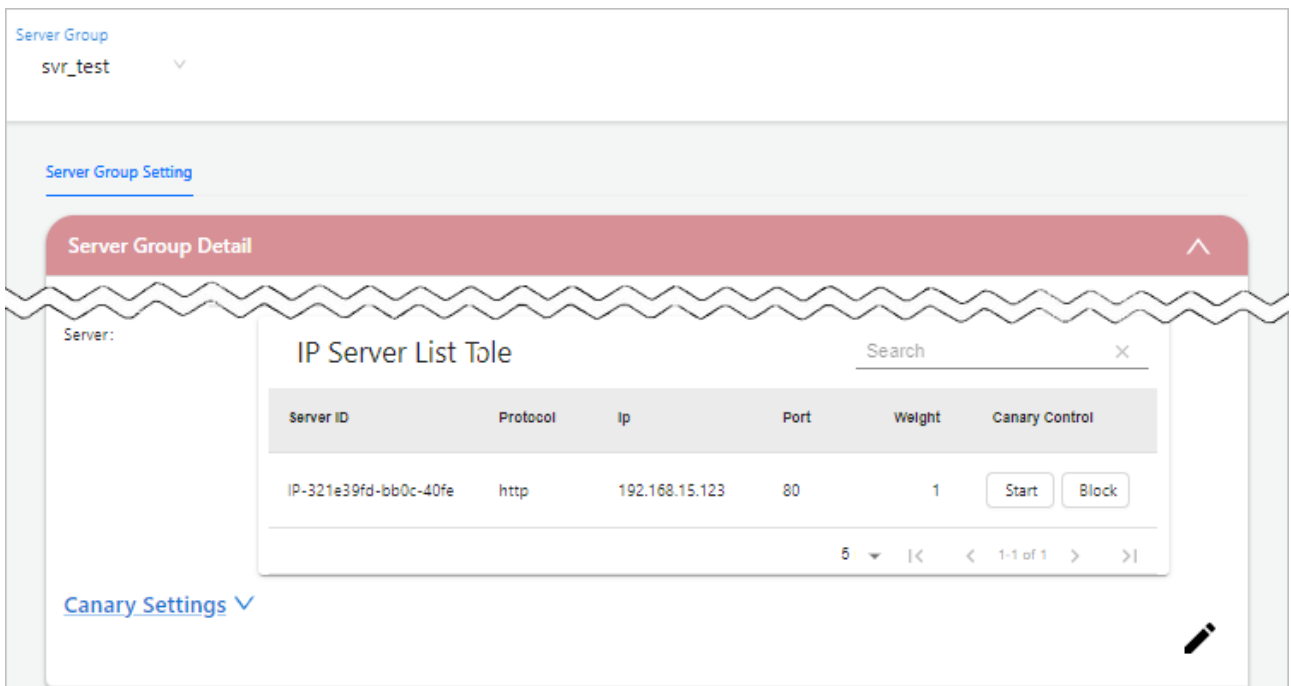 Server Group
svr_test
Server Group Setting
Server Group Detail
Server:
IP Server List Tole
Search
Server ID Protocol Ip Port Weight Canary Control
IP-321e39fd-bb0c-40fe http 192.168.15.123 80 1 Start Block
5 1-1 of 1
Canary Settings